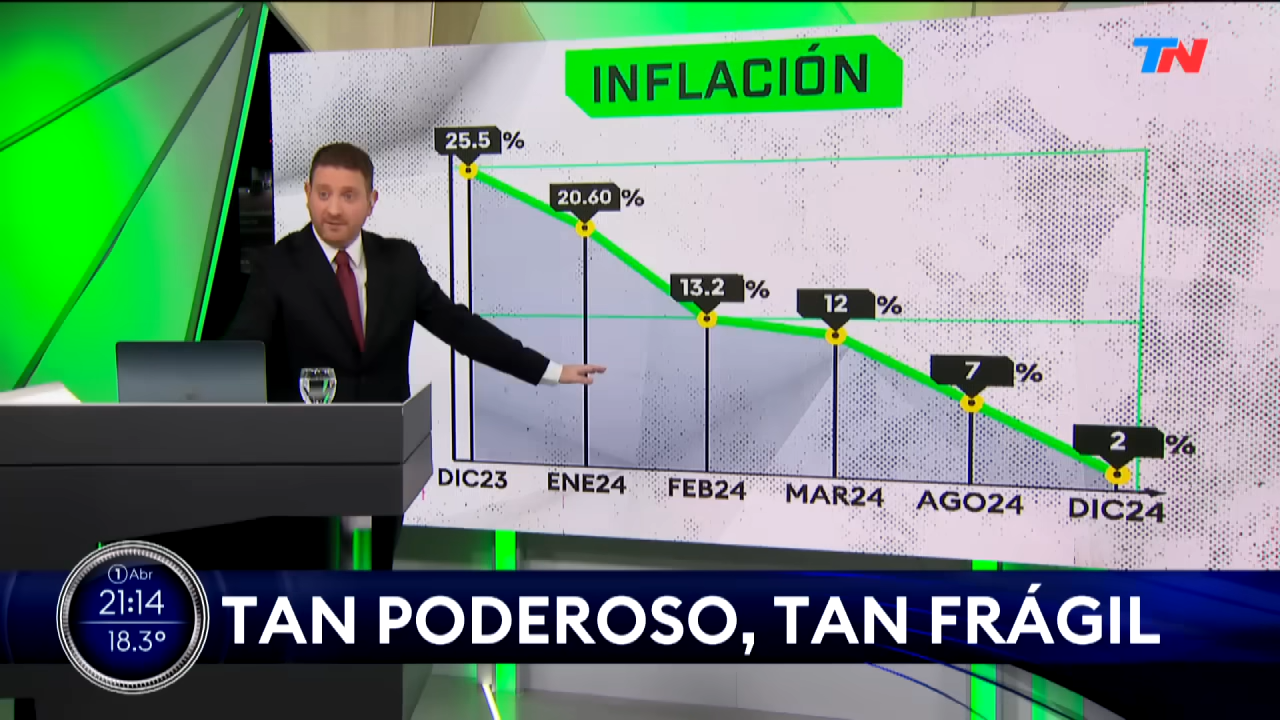 INFLACIÓN
TN
25.5 %
20.60 %
13.2 %
12 %
7 %
2 %
DIC23 ENE24 FEB24 MAR24 AGO24 DIC24
1 Abr
21:14
18.3°
TAN PODEROSO, TAN FRÁGIL